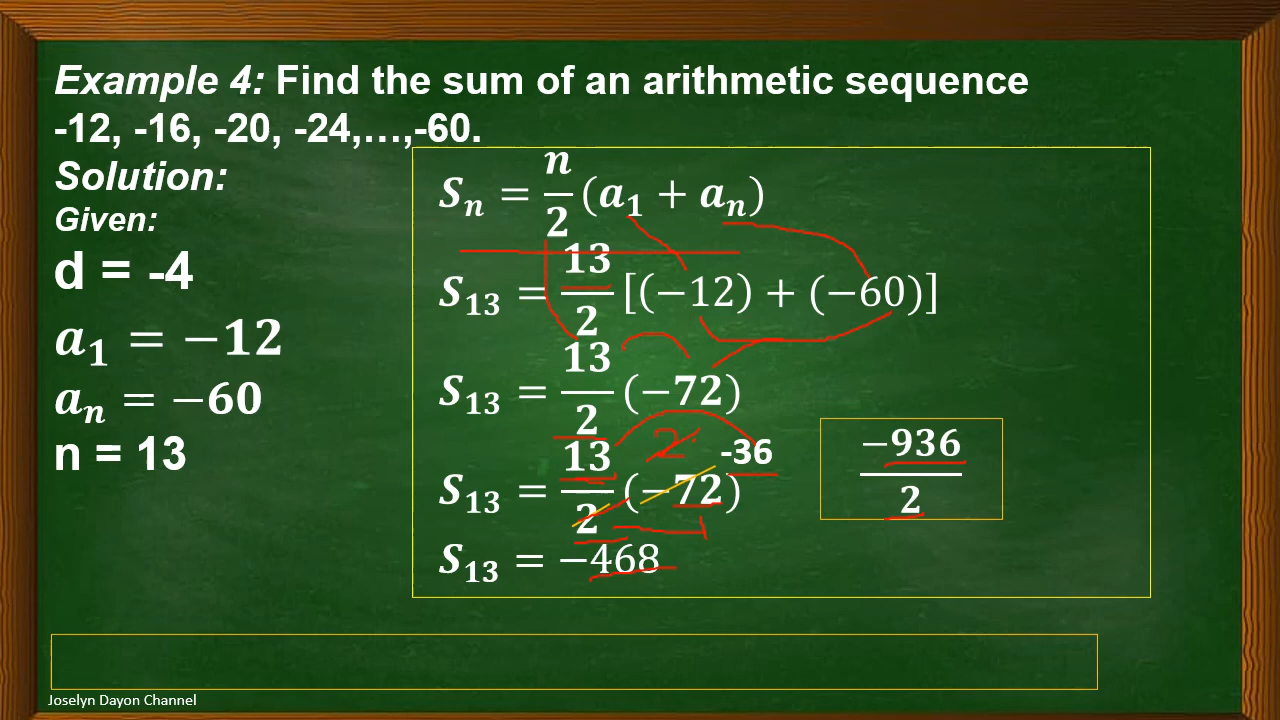 Example 4: Find the sum of an arithmetic sequence
-12, -16, -20, -24,…,-60.
Solution:
Given:
d = -4
a₁ = −12
aₙ = −60
n = 13
Sₙ = n/2 (a₁ + aₙ)
S₁₃ = 13/2 [(−12) + (−60)]
S₁₃ = 13/2 (−72)
2
-36
S₁₃ = 13/2 (−72)
S₁₃ = −468
−936/2
Joselyn Dayon Channel